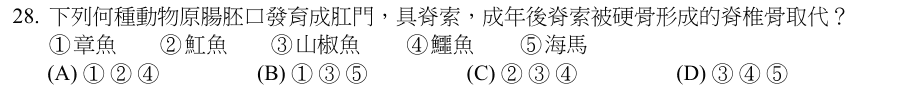 28. 下列何種動物原腸胚口發育成肛門，具脊索，成年後脊索被硬骨形成的脊椎骨取代？
①章魚　②魟魚　③山椒魚　④鱷魚　⑤海馬
(A) ①②④　(B) ①③⑤　(C) ②③④　(D) ③④⑤